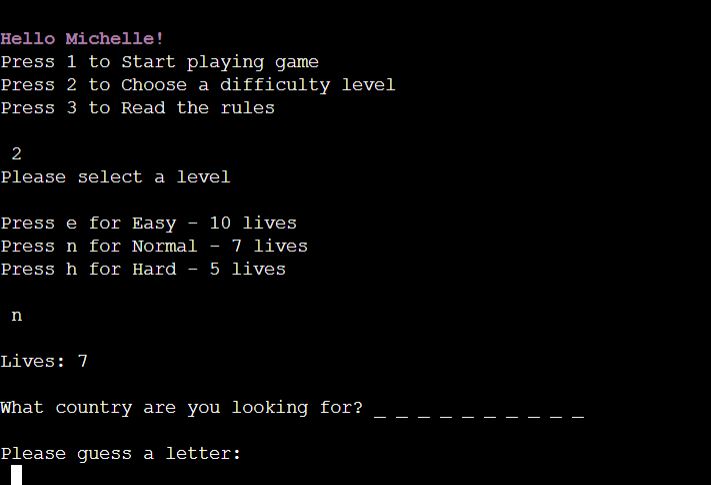 Hello Michelle!
Press 1 to Start playing game
Press 2 to Choose a difficulty level
Press 3 to Read the rules
2
Please select a level
Press e for Easy - 10 lives
Press n for Normal - 7 lives
Press h for Hard - 5 lives
n
Lives: 7
What country are you looking for? _ _ _ _ _ _ _ _ _ _
Please guess a letter: